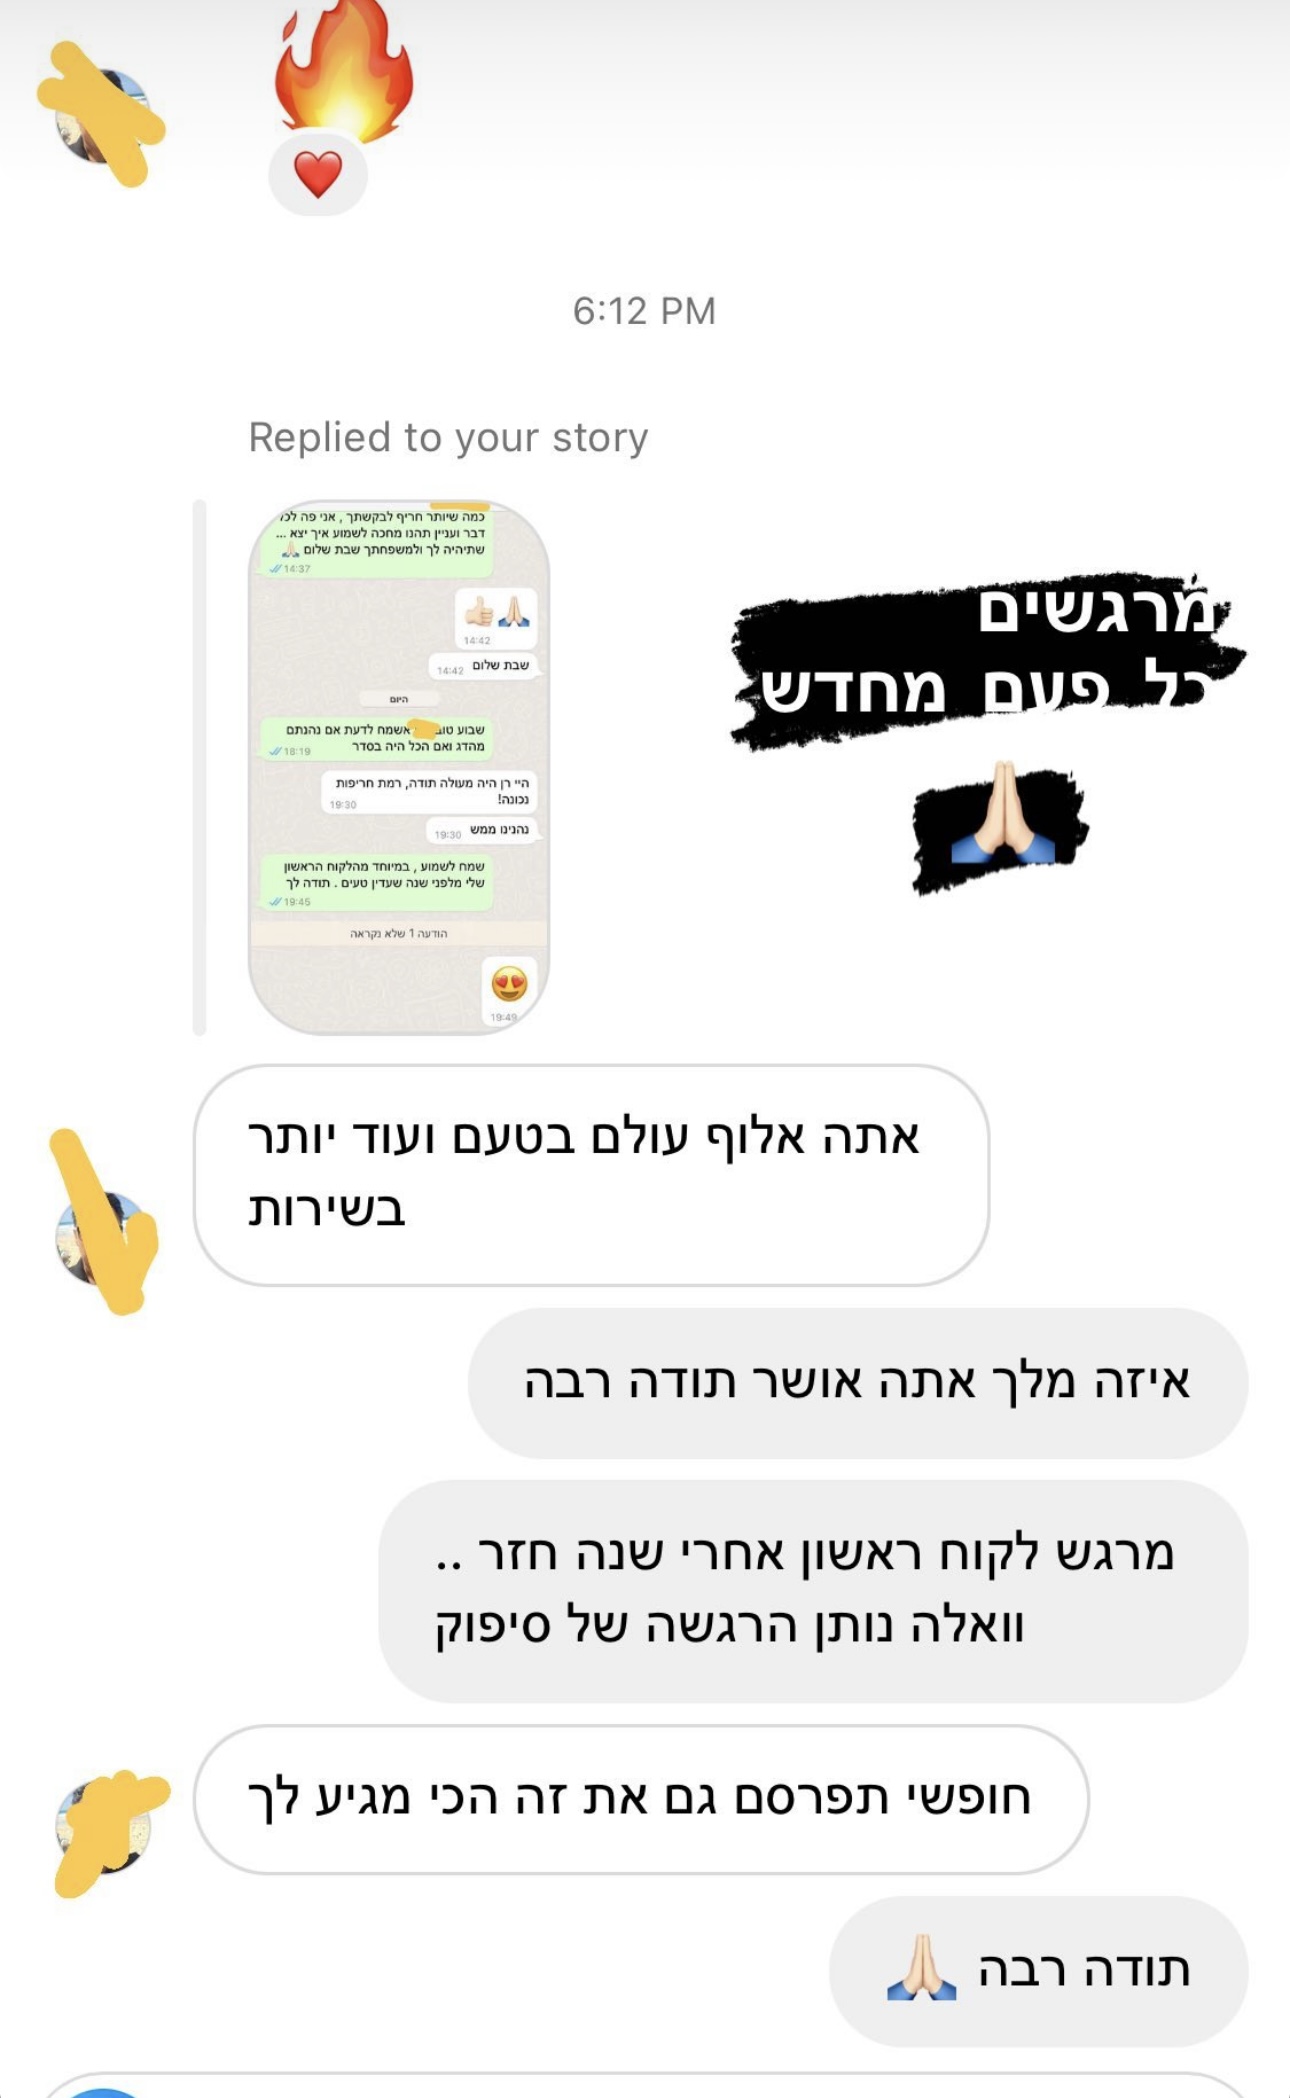 6:12 PM
Replied to your story
כמה שיותר חריף לבקשתך , אני פה לכל
דבר ועניין תהנו מחכה לשמוע איך יצא ...
שתיהיה לך ולמשפחתך שבת שלום 🙏🏻
14:37
👍🏻🙏🏻
14:42
שבת שלום 14:42
היום
שבוע טוב אשמח לדעת אם נהנתם
מהדג ואם הכל היה בסדר 18:19
היי רן היה מעולה תודה, רמת חריפות
נכונה! 19:30
נהנינו ממש 19:30
שמח לשמוע , במיוחד מהלקוח הראשון
שלי מלפני שנה שעדין טעים . תודה לך
19:45
הודעה 1 שלא נקראה
😍
19:49
מרגשים
כל פעם מחדש
🙏🏻
אתה אלוף עולם בטעם ועוד יותר
בשירות
איזה מלך אתה אושר תודה רבה
מרגש לקוח ראשון אחרי שנה חזר ..
וואלה נותן הרגשה של סיפוק
חופשי תפרסם גם את זה הכי מגיע לך
תודה רבה 🙏🏻